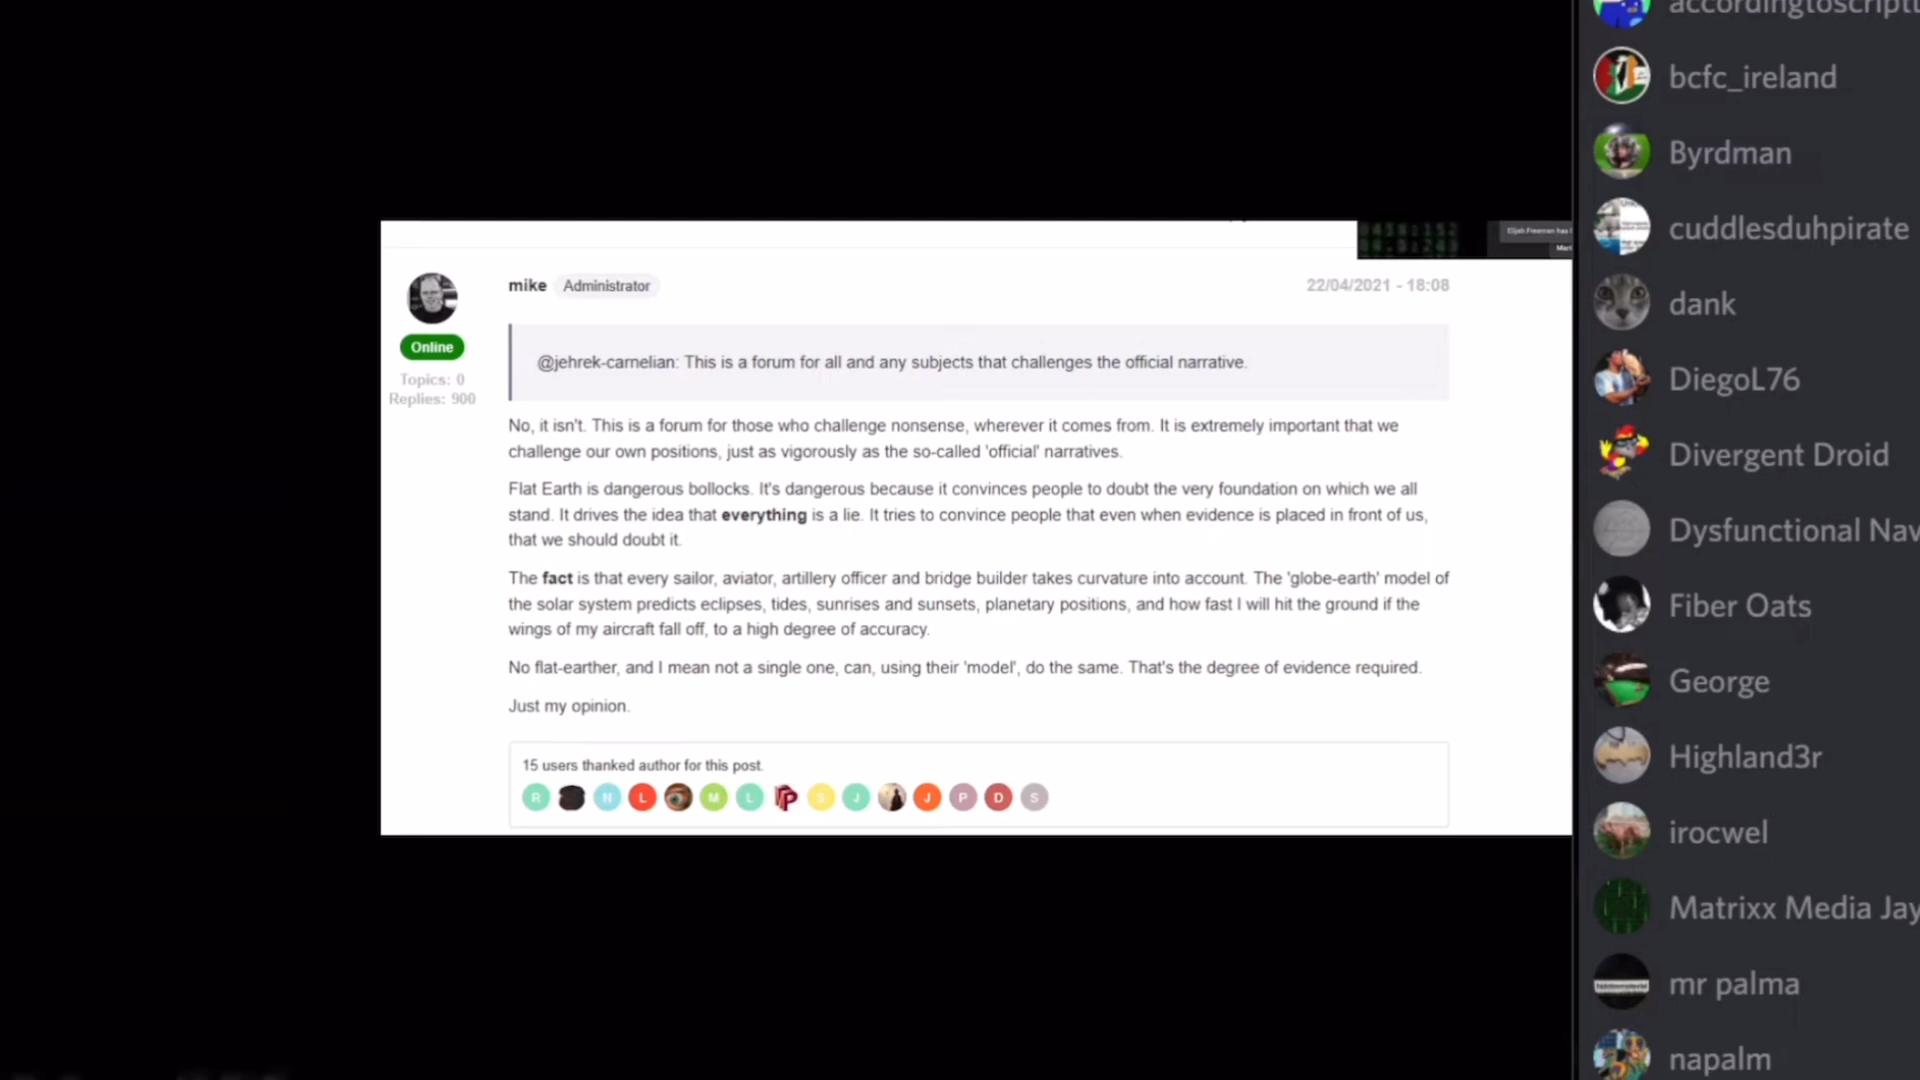 accordingtoscript
bcfc_ireland
Byrdman
cuddlesduhpirate
dank
DiegoL76
Divergent Droid
Dysfunctional Nav
Fiber Oats
George
Highland3r
irocwel
Matrixx Media Jay
mr palma
napalm
Elijah Freeman has
mike Administrator 22/04/2021 - 18:08
Online
Topics: 0
Replies: 900
@jehrek-carnelian: This is a forum for all and any subjects that challenges the official narrative.
No, it isn't. This is a forum for those who challenge nonsense, wherever it comes from. It is extremely important that we
challenge our own positions, just as vigorously as the so-called 'official' narratives.
Flat Earth is dangerous bollocks. It's dangerous because it convinces people to doubt the very foundation on which we all
stand. It drives the idea that everything is a lie. It tries to convince people that even when evidence is placed in front of us,
that we should doubt it.
The fact is that every sailor, aviator, artillery officer and bridge builder takes curvature into account. The 'globe-earth' model of
the solar system predicts eclipses, tides, sunrises and sunsets, planetary positions, and how fast I will hit the ground if the
wings of my aircraft fall off, to a high degree of accuracy.
No flat-earther, and I mean not a single one, can, using their 'model', do the same. That's the degree of evidence required.
Just my opinion.
15 users thanked author for this post.
R N L M L P S J J P D S